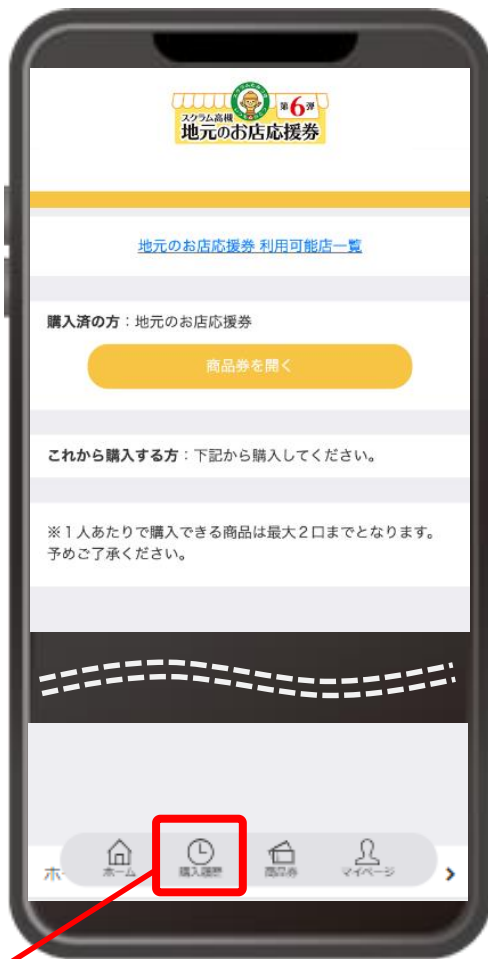 第6弾
スクラム高槻
地元のお店応援券
地元のお店応援券 利用可能店一覧
購入済の方：地元のお店応援券
商品券を開く
これから購入する方：下記から購入してください。
※１人あたりで購入できる商品は最大２口までとなります。
予めご了承ください。
ホーム 購入履歴 商品券 マイページ
ホ